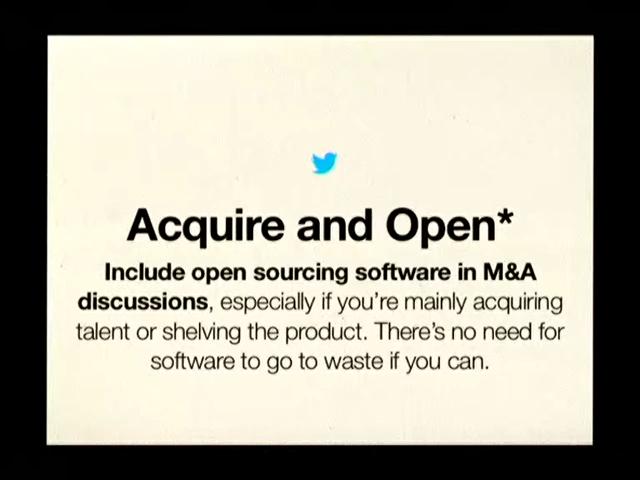 Acquire and Open*
Include open sourcing software in M&A
discussions, especially if you're mainly acquiring
talent or shelving the product. There's no need for
software to go to waste if you can.